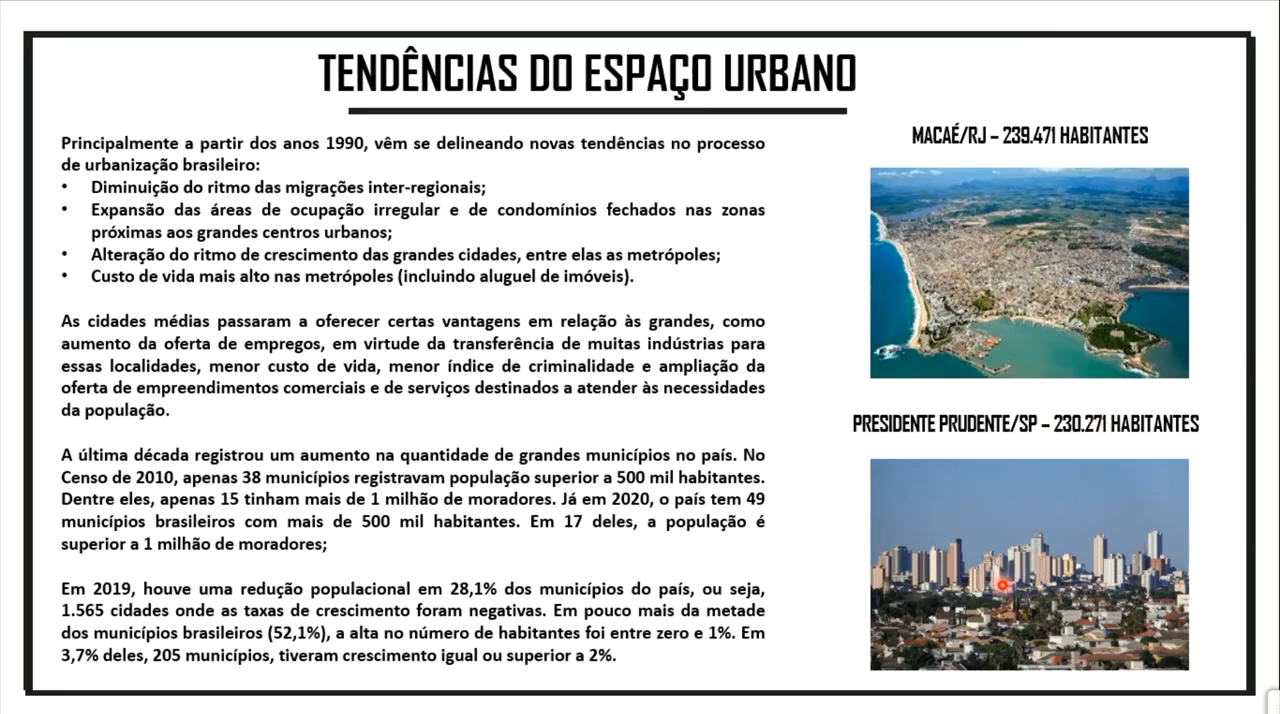 TENDÊNCIAS DO ESPAÇO URBANO
Principalmente a partir dos anos 1990, vêm se delineando novas tendências no processo
de urbanização brasileiro:
• Diminuição do ritmo das migrações inter-regionais;
• Expansão das áreas de ocupação irregular e de condomínios fechados nas zonas
próximas aos grandes centros urbanos;
• Alteração do ritmo de crescimento das grandes cidades, entre elas as metrópoles;
• Custo de vida mais alto nas metrópoles (incluindo aluguel de imóveis).
As cidades médias passaram a oferecer certas vantagens em relação às grandes, como
aumento da oferta de empregos, em virtude da transferência de muitas indústrias para
essas localidades, menor custo de vida, menor índice de criminalidade e ampliação da
oferta de empreendimentos comerciais e de serviços destinados a atender às necessidades
da população.
A última década registrou um aumento na quantidade de grandes municípios no país. No
Censo de 2010, apenas 38 municípios registravam população superior a 500 mil habitantes.
Dentre eles, apenas 15 tinham mais de 1 milhão de moradores. Já em 2020, o país tem 49
municípios brasileiros com mais de 500 mil habitantes. Em 17 deles, a população é
superior a 1 milhão de moradores;
Em 2019, houve uma redução populacional em 28,1% dos municípios do país, ou seja,
1.565 cidades onde as taxas de crescimento foram negativas. Em pouco mais da metade
dos municípios brasileiros (52,1%), a alta no número de habitantes foi entre zero e 1%. Em
3,7% deles, 205 municípios, tiveram crescimento igual ou superior a 2%.
MACAÉ/RJ – 239.471 HABITANTES
PRESIDENTE PRUDENTE/SP – 230.271 HABITANTES